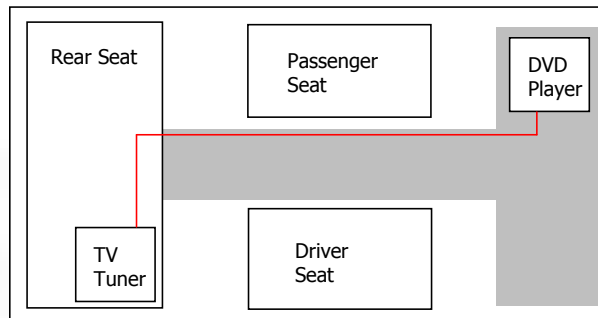 Rear Seat
Passenger
Seat
DVD
Player
TV
Tuner
Driver
Seat